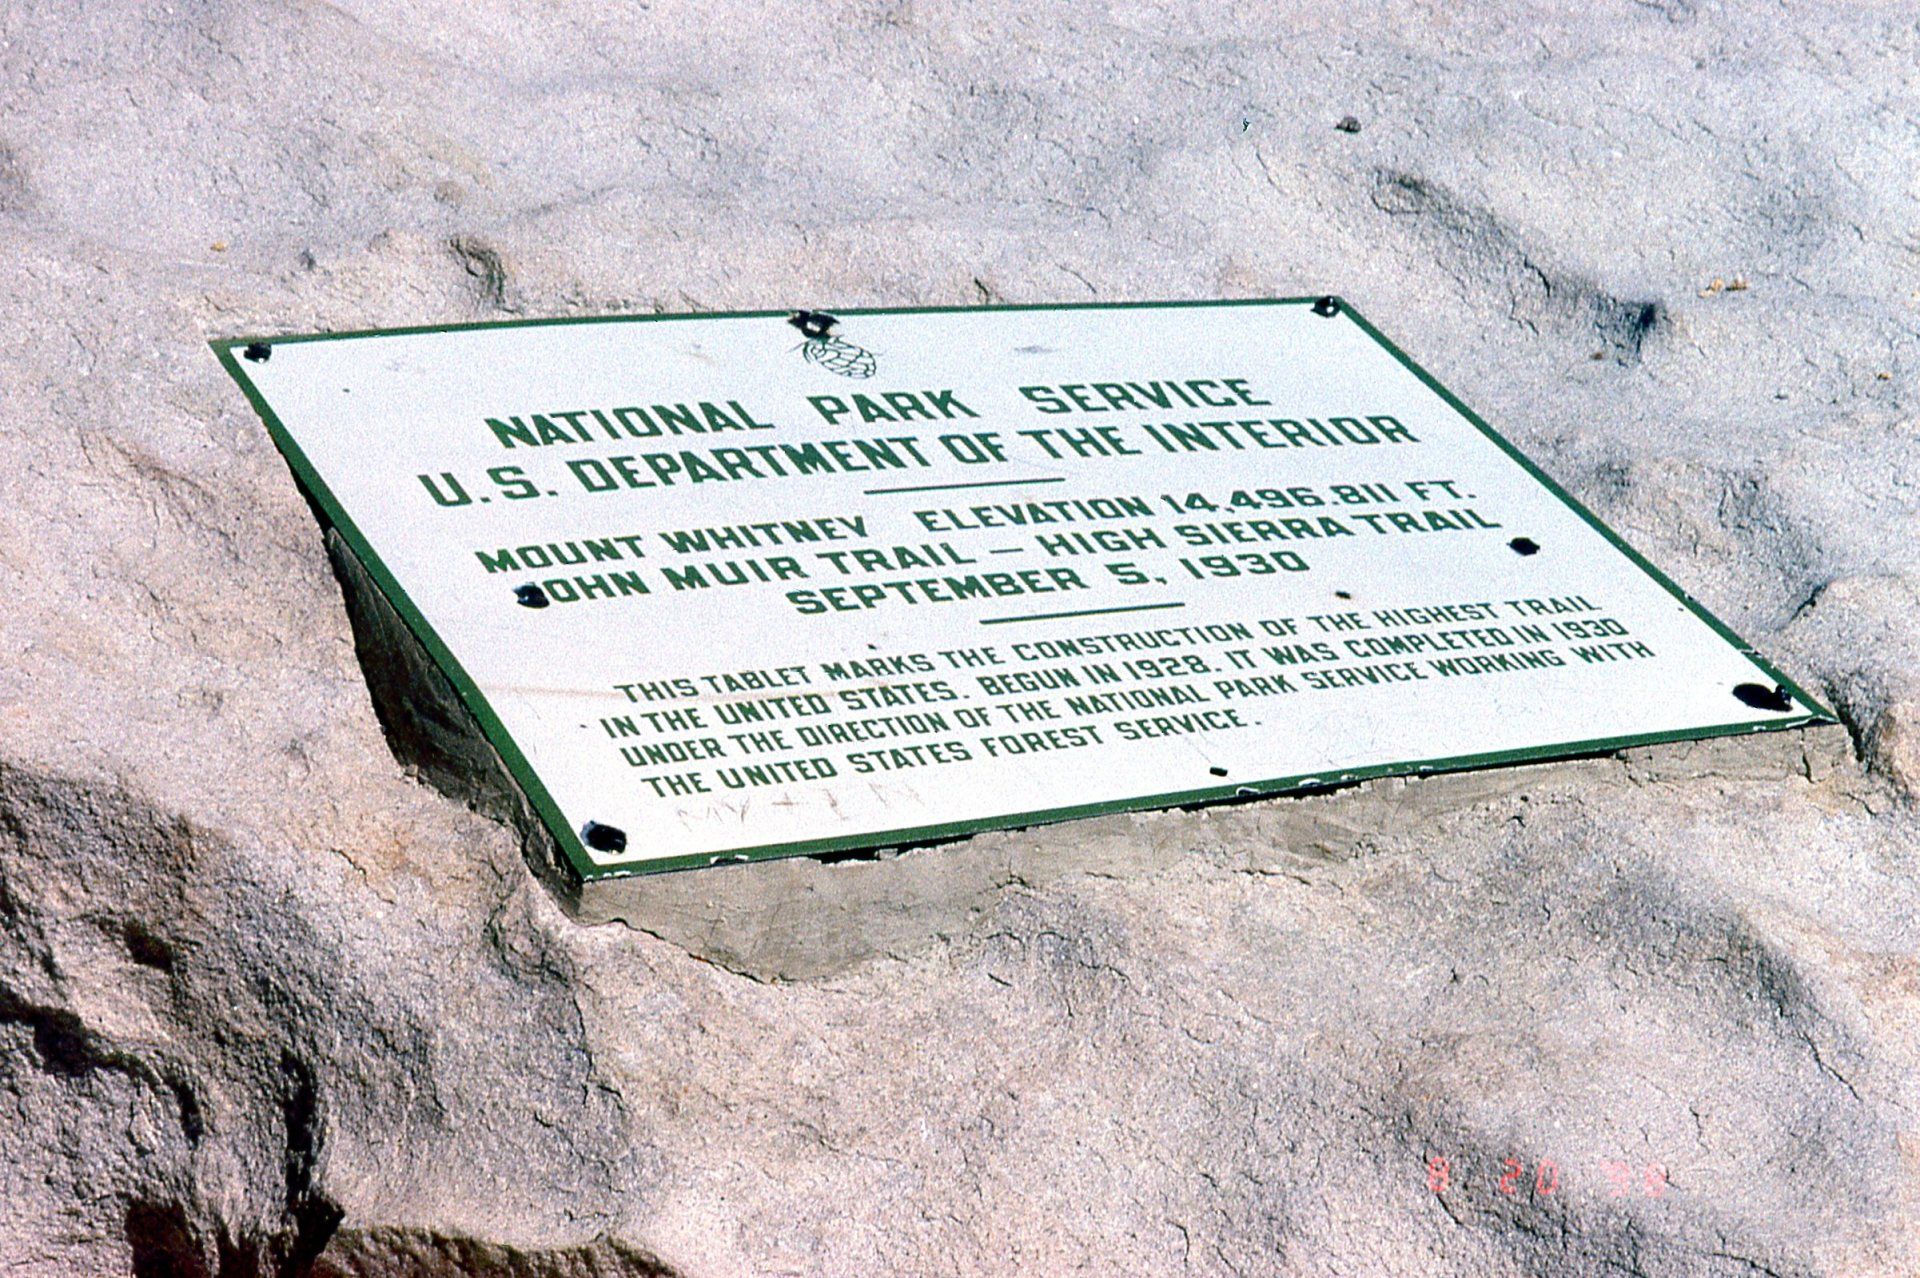 NATIONAL PARK SERVICE
U.S. DEPARTMENT OF THE INTERIOR
MOUNT WHITNEY ELEVATION 14,496.811 FT.
JOHN MUIR TRAIL – HIGH SIERRA TRAIL
SEPTEMBER 5, 1930
THIS TABLET MARKS THE CONSTRUCTION OF THE HIGHEST TRAIL
IN THE UNITED STATES. BEGUN IN 1928. IT WAS COMPLETED IN 1930
UNDER THE DIRECTION OF THE NATIONAL PARK SERVICE WORKING WITH
THE UNITED STATES FOREST SERVICE.
8 20